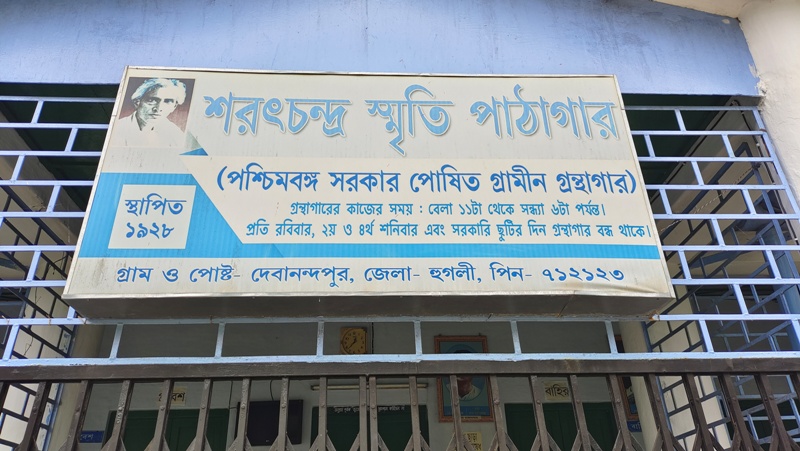 শরৎচন্দ্র স্মৃতি পাঠাগার
(পশ্চিমবঙ্গ সরকার পোষিত গ্রামীন গ্রন্থাগার)
স্থাপিত
১৯২৮
গ্রন্থাগারের কাজের সময় : বেলা ১১টা থেকে সন্ধ্যা ৬টা পর্যন্ত।
প্রতি রবিবার, ২য় ও ৪র্থ শনিবার এবং সরকারি ছুটির দিন গ্রন্থাগার বন্ধ থাকে।
গ্রাম ও পোষ্ট- দেবানন্দপুর, জেলা- হুগলী, পিন- ৭১২১২৩
বাহির